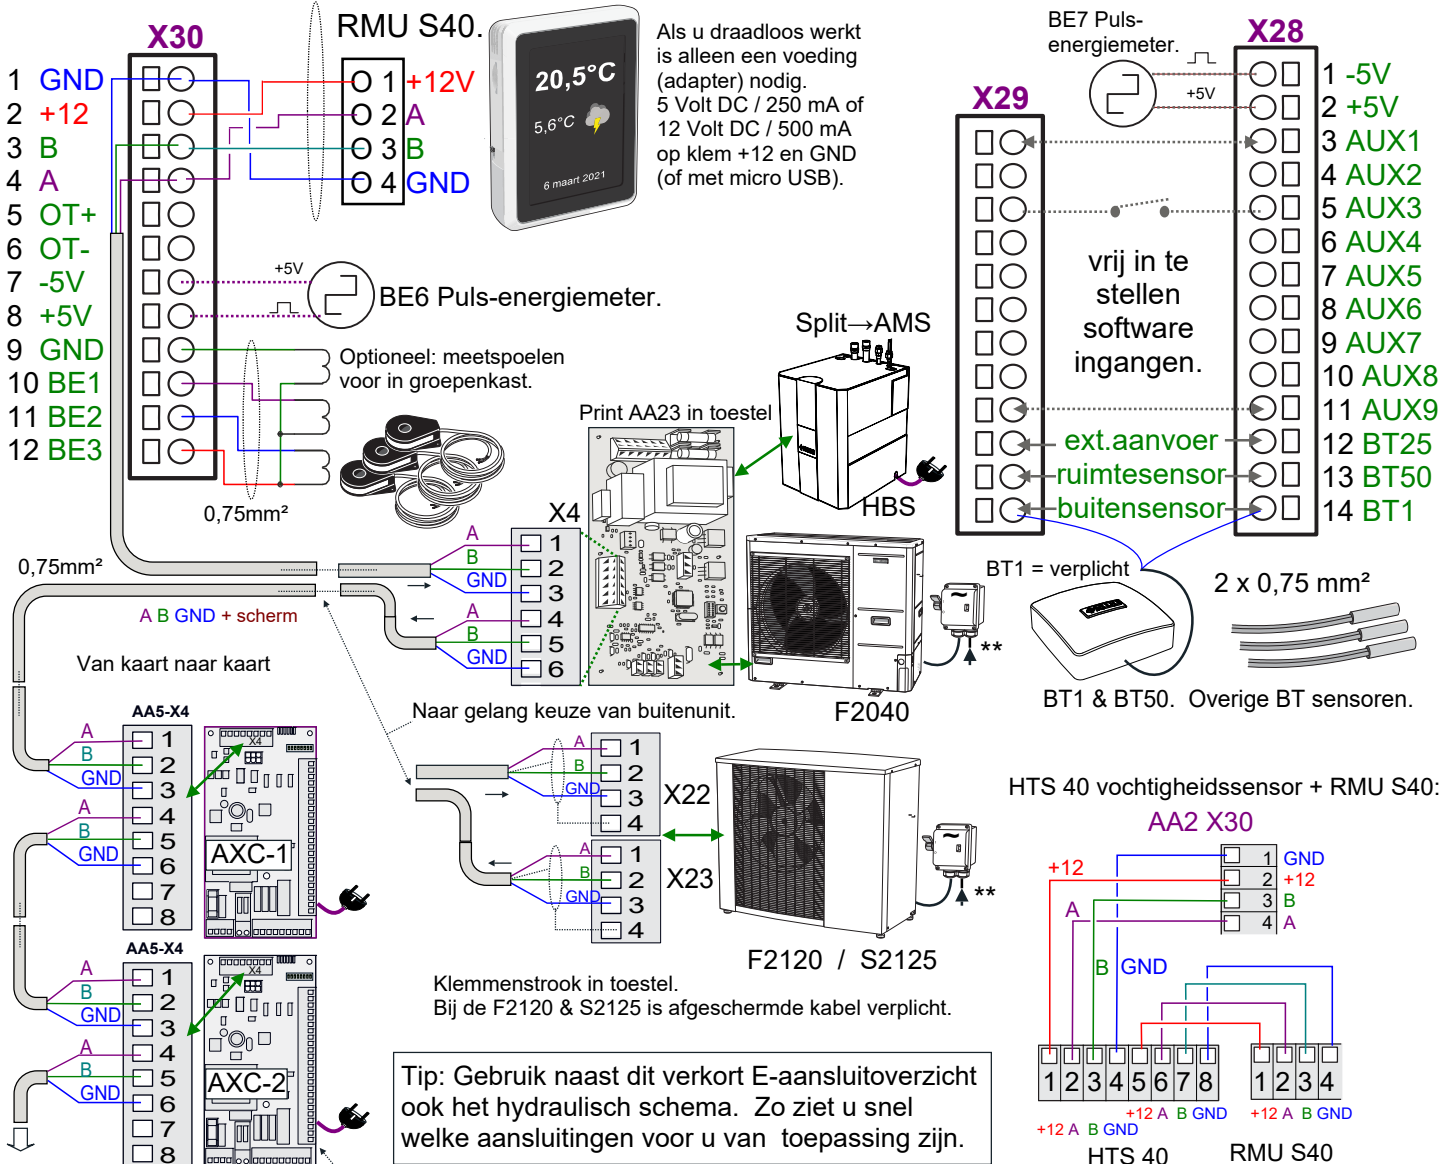 X30
1 GND
2 +12
3 B
4 A
5 OT+
6 OT-
7 -5V
8 +5V
9 GND
10 BE1
11 BE2
12 BE3
RMU S40.
1 +12V
2 A
3 B
4 GND
20,5°C
5,6°C
6 maart 2021
Als u draadloos werkt
is alleen een voeding
(adapter) nodig.
5 Volt DC / 250 mA of
12 Volt DC / 500 mA
op klem +12 en GND
(of met micro USB).
BE7 Puls-
energiemeter.
+5V
X28
1 -5V
2 +5V
3 AUX1
4 AUX2
5 AUX3
6 AUX4
7 AUX5
8 AUX6
9 AUX7
10 AUX8
11 AUX9
12 BT25
13 BT50
14 BT1
X29
vrij in te
stellen
software
ingangen.
ext.aanvoer
ruimtesensor
buitensensor
+5V
BE6 Puls-energiemeter.
Optioneel: meetspoelen
voor in groepenkast.
0,75mm²
Split→AMS
Print AA23 in toestel
HBS
X4
A
B
GND
A
B
GND
1
2
3
4
5
6
0,75mm²
A B GND + scherm
Van kaart naar kaart
F2040
**
BT1 = verplicht
2 x 0,75 mm²
BT1 & BT50. Overige BT sensoren.
Naar gelang keuze van buitenunit.
AA5-X4
A
B
GND
A
B
GND
1
2
3
4
5
6
7
8
X4
AXC-1
A
B
GND
1
2
3
4
X22
A
B
GND
1
2
3
4
X23
**
F2120 / S2125
Klemmenstrook in toestel.
Bij de F2120 & S2125 is afgeschermde kabel verplicht.
AA5-X4
A
B
GND
A
B
GND
1
2
3
4
5
6
7
8
X4
AXC-2
Tip: Gebruik naast dit verkort E-aansluitoverzicht
ook het hydraulisch schema. Zo ziet u snel
welke aansluitingen voor u van toepassing zijn.
HTS 40 vochtigheidssensor + RMU S40:
AA2 X30
1 GND
2 +12
3 B
4 A
+12
A
B
GND
1 2 3 4 5 6 7 8
1 2 3 4
+12 A B GND
+12 A B GND
+12 A B GND
HTS 40
RMU S40